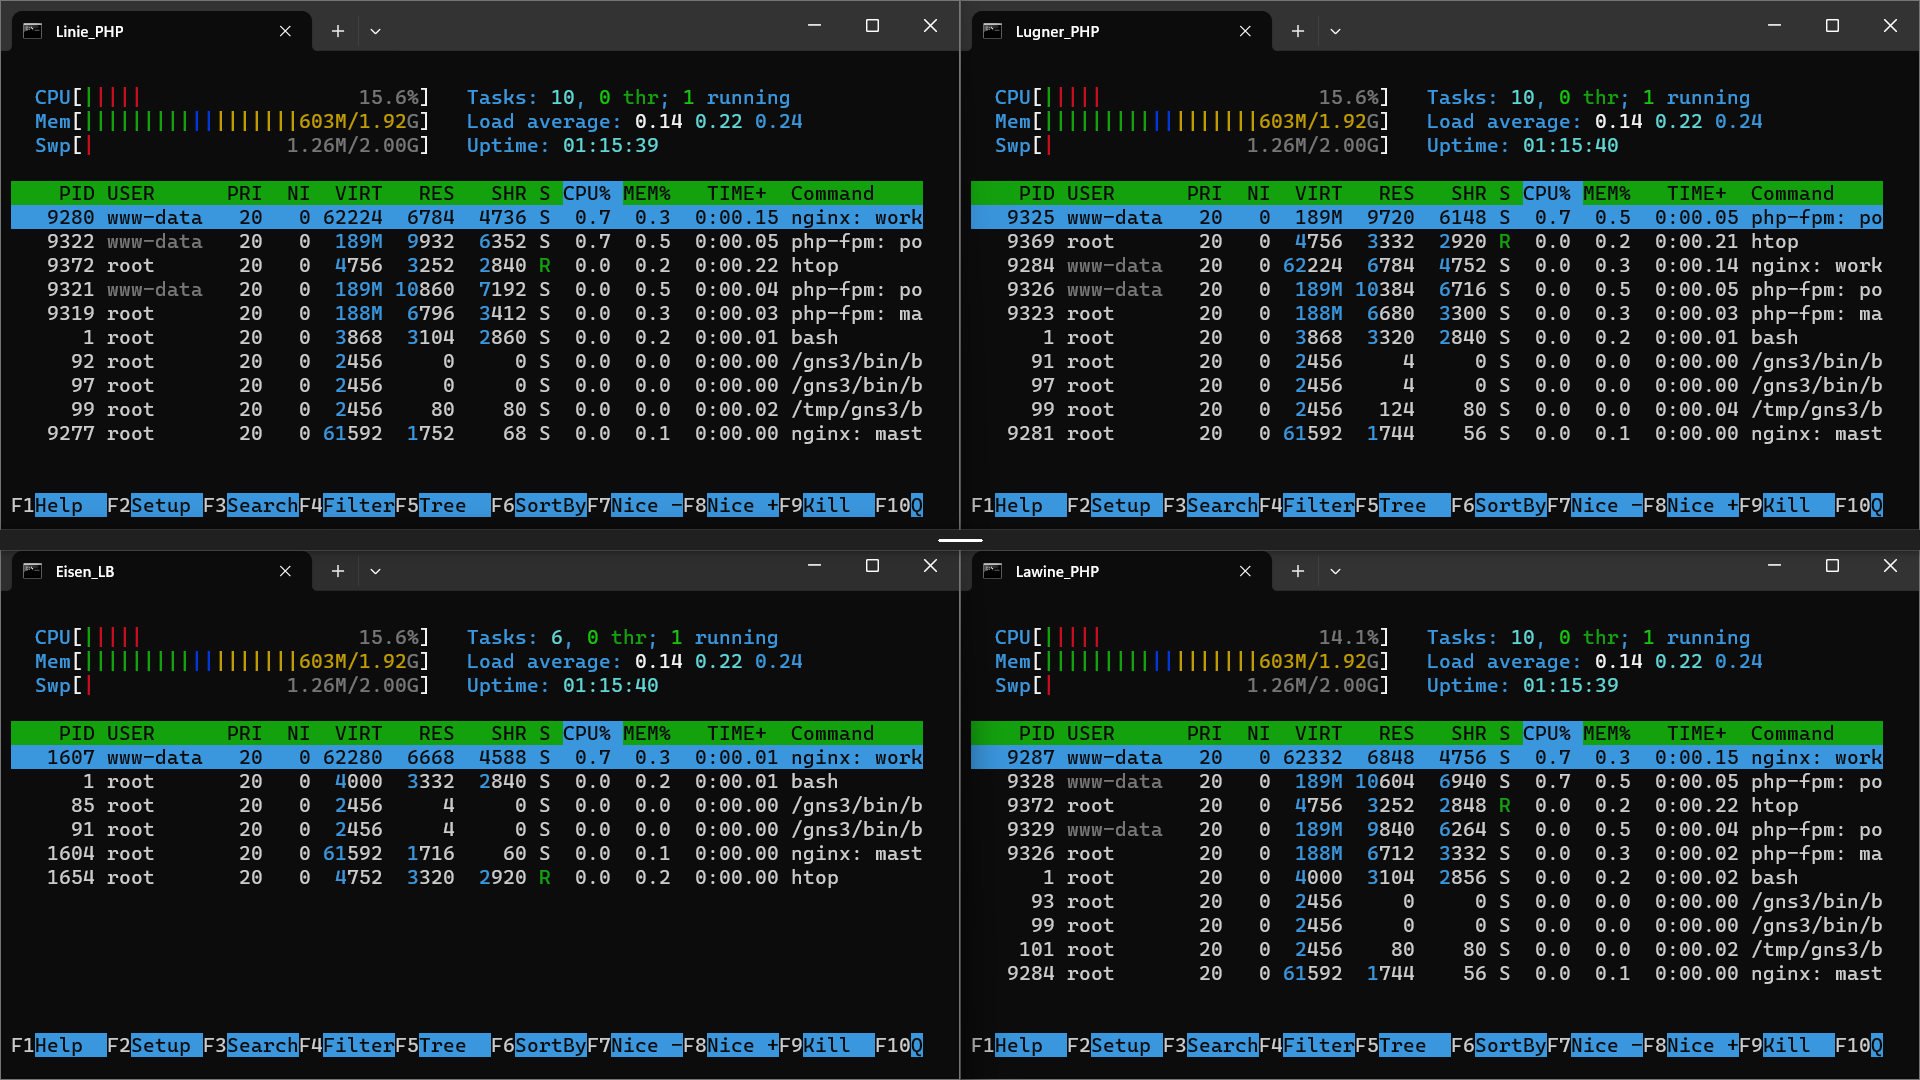 Linie_PHP
CPU[||||| 15.6%] Tasks: 10, 0 thr; 1 running
Mem[||||||||||||||||||603M/1.92G] Load average: 0.14 0.22 0.24
Swp[| 1.26M/2.00G] Uptime: 01:15:39
PID USER PRI NI VIRT RES SHR S CPU% MEM% TIME+ Command
9280 www-data 20 0 62224 6784 4736 S 0.7 0.3 0:00.15 nginx: work
9322 www-data 20 0 189M 9932 6352 S 0.7 0.5 0:00.05 php-fpm: po
9372 root 20 0 4756 3252 2840 R 0.0 0.2 0:00.22 htop
9321 www-data 20 0 189M 10860 7192 S 0.0 0.5 0:00.04 php-fpm: po
9319 root 20 0 188M 6796 3412 S 0.0 0.3 0:00.03 php-fpm: ma
1 root 20 0 3868 3104 2860 S 0.0 0.2 0:00.01 bash
92 root 20 0 2456 0 0 S 0.0 0.0 0:00.00 /gns3/bin/b
97 root 20 0 2456 0 0 S 0.0 0.0 0:00.00 /gns3/bin/b
99 root 20 0 2456 80 80 S 0.0 0.0 0:00.02 /tmp/gns3/b
9277 root 20 0 61592 1752 68 S 0.0 0.1 0:00.00 nginx: mast
F1Help F2Setup F3SearchF4FilterF5Tree F6SortByF7Nice -F8Nice +F9Kill F10Q
Lugner_PHP
CPU[||||| 15.6%] Tasks: 10, 0 thr; 1 running
Mem[||||||||||||||||||603M/1.92G] Load average: 0.14 0.22 0.24
Swp[| 1.26M/2.00G] Uptime: 01:15:40
PID USER PRI NI VIRT RES SHR S CPU% MEM% TIME+ Command
9325 www-data 20 0 189M 9720 6148 S 0.7 0.5 0:00.05 php-fpm: po
9369 root 20 0 4756 3332 2920 R 0.0 0.2 0:00.21 htop
9284 www-data 20 0 62224 6784 4752 S 0.0 0.3 0:00.14 nginx: work
9326 www-data 20 0 189M 10384 6716 S 0.0 0.5 0:00.05 php-fpm: po
9323 root 20 0 188M 6680 3300 S 0.0 0.3 0:00.03 php-fpm: ma
1 root 20 0 3868 3320 2840 S 0.0 0.2 0:00.01 bash
91 root 20 0 2456 4 0 S 0.0 0.0 0:00.00 /gns3/bin/b
97 root 20 0 2456 4 0 S 0.0 0.0 0:00.00 /gns3/bin/b
99 root 20 0 2456 124 80 S 0.0 0.0 0:00.04 /tmp/gns3/b
9281 root 20 0 61592 1744 56 S 0.0 0.1 0:00.00 nginx: mast
F1Help F2Setup F3SearchF4FilterF5Tree F6SortByF7Nice -F8Nice +F9Kill F10Q
Eisen_LB
CPU[||||| 15.6%] Tasks: 6, 0 thr; 1 running
Mem[||||||||||||||||||603M/1.92G] Load average: 0.14 0.22 0.24
Swp[| 1.26M/2.00G] Uptime: 01:15:40
PID USER PRI NI VIRT RES SHR S CPU% MEM% TIME+ Command
1607 www-data 20 0 62280 6668 4588 S 0.7 0.3 0:00.01 nginx: work
1 root 20 0 4000 3332 2840 S 0.0 0.2 0:00.01 bash
85 root 20 0 2456 4 0 S 0.0 0.0 0:00.00 /gns3/bin/b
91 root 20 0 2456 4 0 S 0.0 0.0 0:00.00 /gns3/bin/b
1604 root 20 0 61592 1716 60 S 0.0 0.1 0:00.00 nginx: mast
1654 root 20 0 4752 3320 2920 R 0.0 0.2 0:00.00 htop
F1Help F2Setup F3SearchF4FilterF5Tree F6SortByF7Nice -F8Nice +F9Kill F10Q
Lawine_PHP
CPU[||||| 14.1%] Tasks: 10, 0 thr; 1 running
Mem[||||||||||||||||||603M/1.92G] Load average: 0.14 0.22 0.24
Swp[| 1.26M/2.00G] Uptime: 01:15:39
PID USER PRI NI VIRT RES SHR S CPU% MEM% TIME+ Command
9287 www-data 20 0 62332 6848 4756 S 0.7 0.3 0:00.15 nginx: work
9328 www-data 20 0 189M 10604 6940 S 0.7 0.5 0:00.05 php-fpm: po
9372 root 20 0 4756 3252 2848 R 0.0 0.2 0:00.22 htop
9329 www-data 20 0 189M 9840 6264 S 0.0 0.5 0:00.04 php-fpm: po
9326 root 20 0 188M 6712 3332 S 0.0 0.3 0:00.02 php-fpm: ma
1 root 20 0 4000 3104 2856 S 0.0 0.2 0:00.02 bash
93 root 20 0 2456 0 0 S 0.0 0.0 0:00.00 /gns3/bin/b
99 root 20 0 2456 0 0 S 0.0 0.0 0:00.00 /gns3/bin/b
101 root 20 0 2456 80 80 S 0.0 0.0 0:00.02 /tmp/gns3/b
9284 root 20 0 61592 1744 56 S 0.0 0.1 0:00.00 nginx: mast
F1Help F2Setup F3SearchF4FilterF5Tree F6SortByF7Nice -F8Nice +F9Kill F10Q